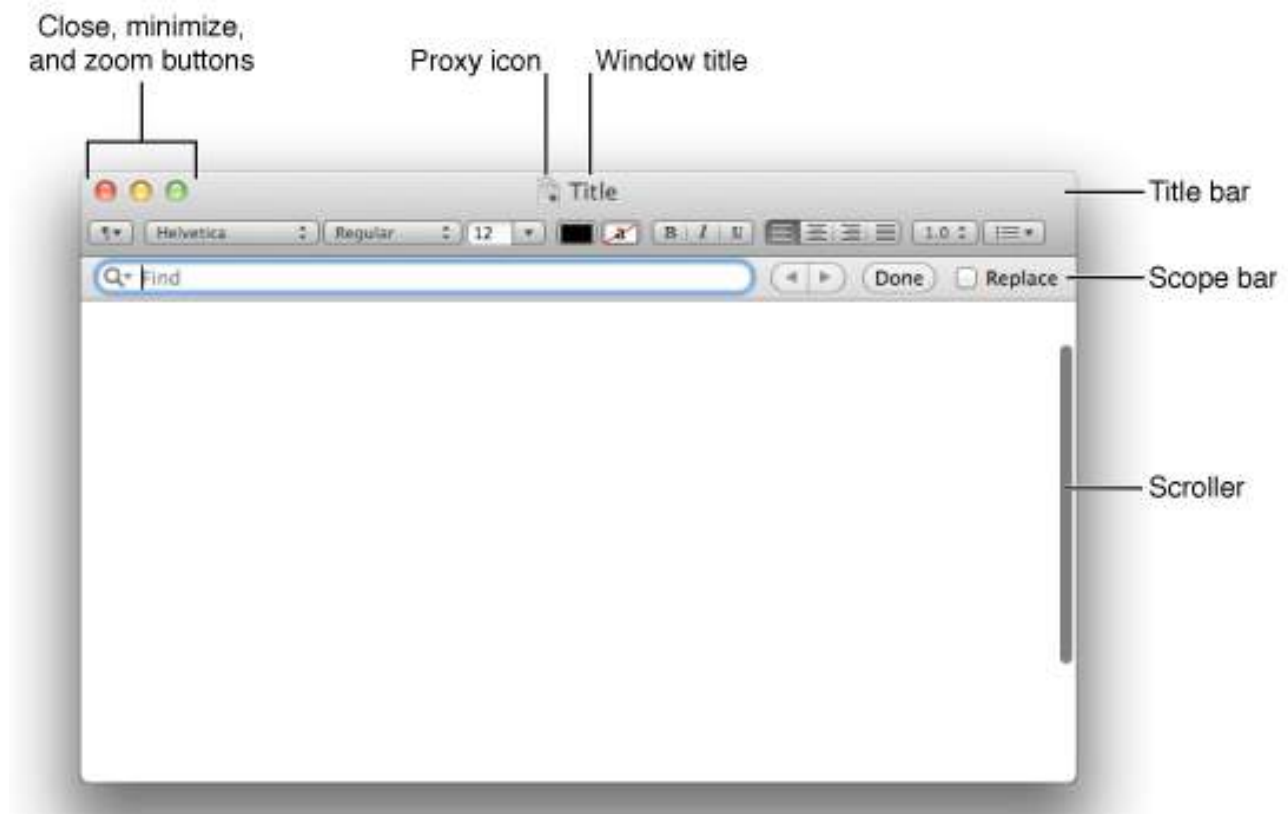 Close, minimize,
and zoom buttons
Proxy icon
Window title
Title
Title bar
¶ Helvetica Regular 12 a B I U 1.0
Find Done Replace
Scope bar
Scroller